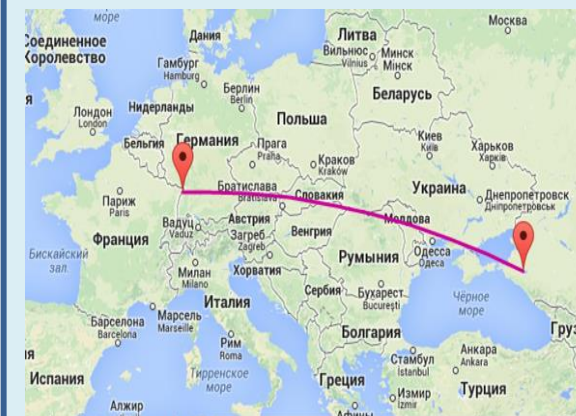 море
Москва
Соединенное
Королевство
Дания
Литва
Вильнюс
Vilnius
Минск
Мінск
Гамбург
Hamburg
Беларусь
Берлин
Berlin
Лондон
London
Нидерланды
Польша
Бельгия
Германия
Прага
Praha
Краков
Kraków
Киев
Київ
Харьков
Харків
Париж
Paris
Братислава
Bratislava
Словакия
Украина
Днепропетровск
Дніпропетровськ
Вадуц
Vaduz
Австрия
Молдова
Франция
Загреб
Zagreb
Венгрия
Бискайский
зал.
Милан
Milano
Хорватия
Румыния
Одесса
Одеса
Италия
Сербия
Бухарест
București
Чёрное
море
Барселона
Barcelona
Марсель
Marseille
Рим
Roma
Болгария
Груз
Стамбул
İstanbul
Анкара
Ankara
Испания
Тирренское
море
Греция
Измир
İzmir
Турция
Алжир
Афины